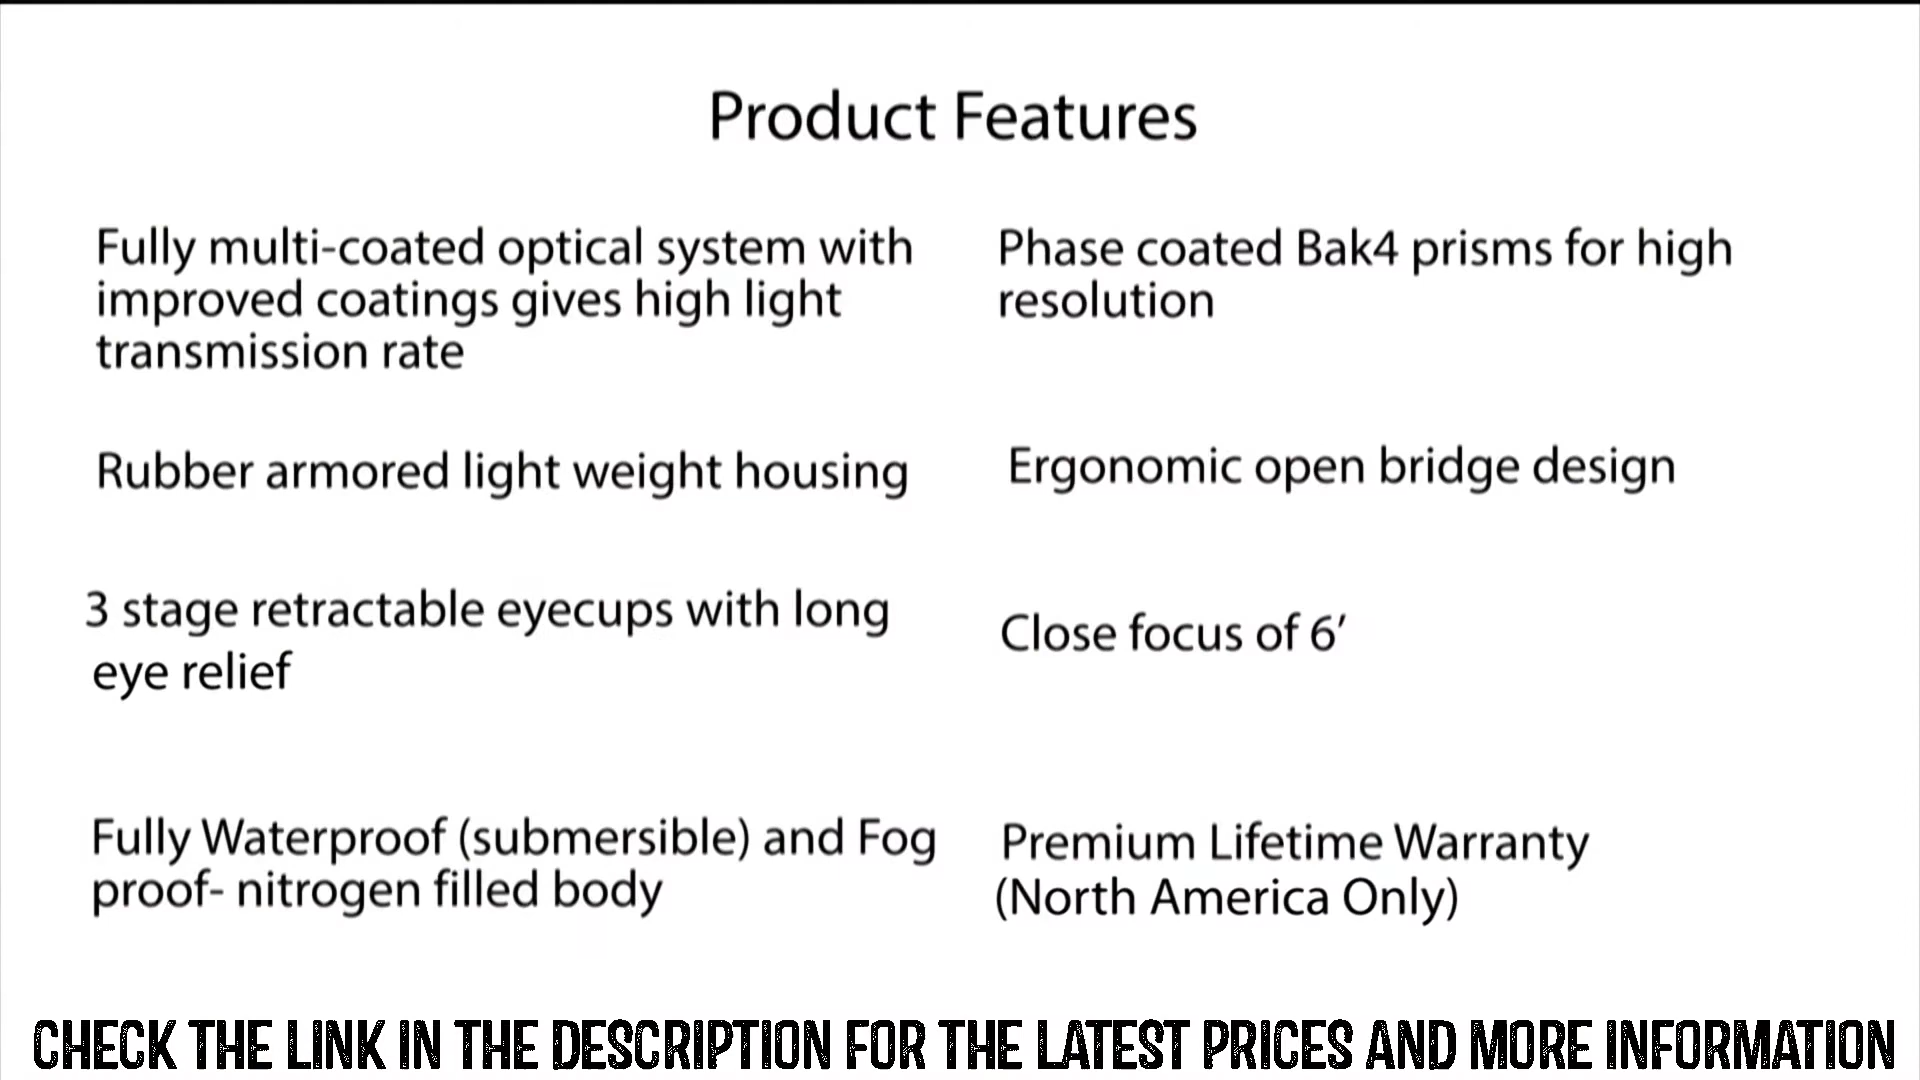 Product Features
Fully multi-coated optical system with
improved coatings gives high light
transmission rate
Phase coated Bak4 prisms for high
resolution
Rubber armored light weight housing
Ergonomic open bridge design
3 stage retractable eyecups with long
eye relief
Close focus of 6′
Fully Waterproof (submersible) and Fog
proof- nitrogen filled body
Premium Lifetime Warranty
(North America Only)
CHECK THE LINK IN THE DESCRIPTION FOR THE LATEST PRICES AND MORE INFORMATION